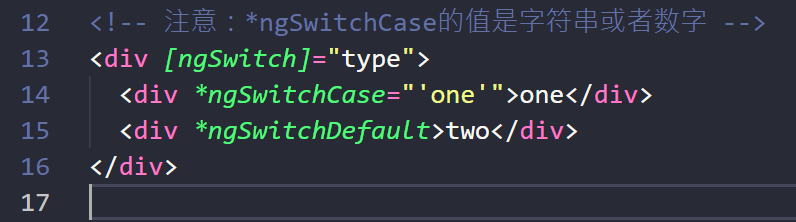 12 <!-- 注意：*ngSwitchCase的值是字符串或者数字 -->
13 <div [ngSwitch]="type">
14   <div *ngSwitchCase="'one'">one</div>
15   <div *ngSwitchDefault>two</div>
16 </div>
17